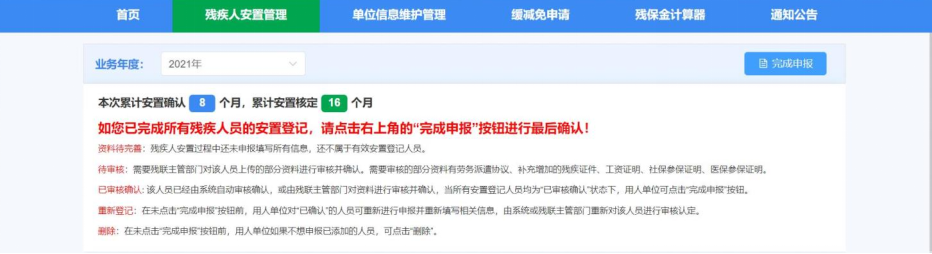 首页 残疾人安置管理 单位信息维护管理 缓减免申请 残保金计算器 通知公告
业务年度： 2021年 完成申报
本次累计安置确认 8 个月，累计安置核定 16 个月
如您已完成所有残疾人员的安置登记，请点击右上角的“完成申报”按钮进行最后确认！
资料待完善：残疾人安置过程中还未申报填写所有信息，还不属于有效安置登记人员。
待审核：需要残联主管部门对该人员上传的部分资料进行审核并确认。需要审核的部分资料有劳务派遣协议、补充增加的残疾证件、工资证明、社保参保证明、医保参保证明。
已审核确认：该人员已经由系统自动审核确认，或由残联主管部门对资料进行审核并确认，当所有安置登记人员均为“已审核确认”状态下，用人单位可点击“完成申报”按钮。
重新登记：在未点击“完成申报”按钮前，用人单位对“已确认”的人员可重新进行申报并重新填写相关信息，由系统或残联主管部门重新对该人员进行审核认定。
删除：在未点击“完成申报”按钮前，用人单位如果不想申报已添加的人员，可点击“删除”。